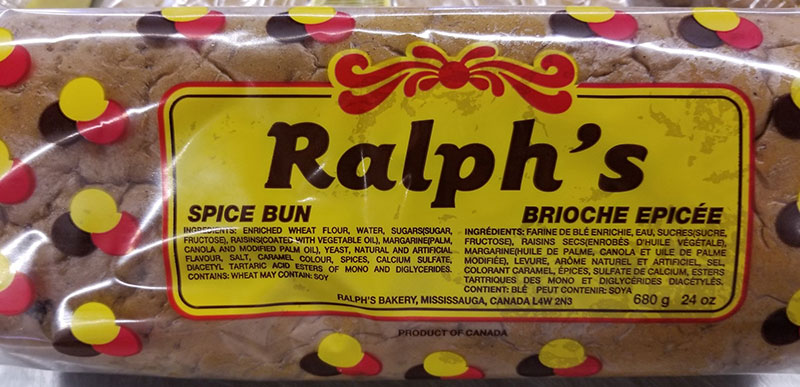 Ralph's
SPICE BUN
INGREDIENTS: ENRICHED WHEAT FLOUR, WATER, SUGARS(SUGAR,
FRUCTOSE), RAISINS(COATED WITH VEGETABLE OIL), MARGARINE(PALM,
CANOLA AND MODIFIED PALM OIL), YEAST, NATURAL AND ARTIFICIAL
FLAVOUR, SALT, CARAMEL COLOUR, SPICES, CALCIUM SULFATE,
DIACETYL TARTARIC ACID ESTERS OF MONO AND DIGLYCERIDES.
CONTAINS: WHEAT MAY CONTAIN: SOY
BRIOCHE EPICÉE
INGRÉDIENTS: FARINE DE BLÉ ENRICHIE, EAU, SUCRES(SUCRE,
FRUCTOSE), RAISINS SECS(ENROBÉS D'HUILE VÉGÉTALE),
MARGARINE(HUILE DE PALME, CANOLA ET UILE DE PALME
MODIFIÉE), LEVURE, ARÔME NATUREL ET ARTIFICIEL, SEL,
COLORANT CARAMEL, ÉPICES, SULFATE DE CALCIUM, ESTERS
TARTRIQUES DES MONO ET DIGLYCÉRIDES DIACÉTYLÉS.
CONTIENT: BLÉ PEUT CONTENIR: SOYA
RALPH'S BAKERY, MISSISSAUGA, CANADA L4W 2N3
680 g 24 oz
PRODUCT OF CANADA